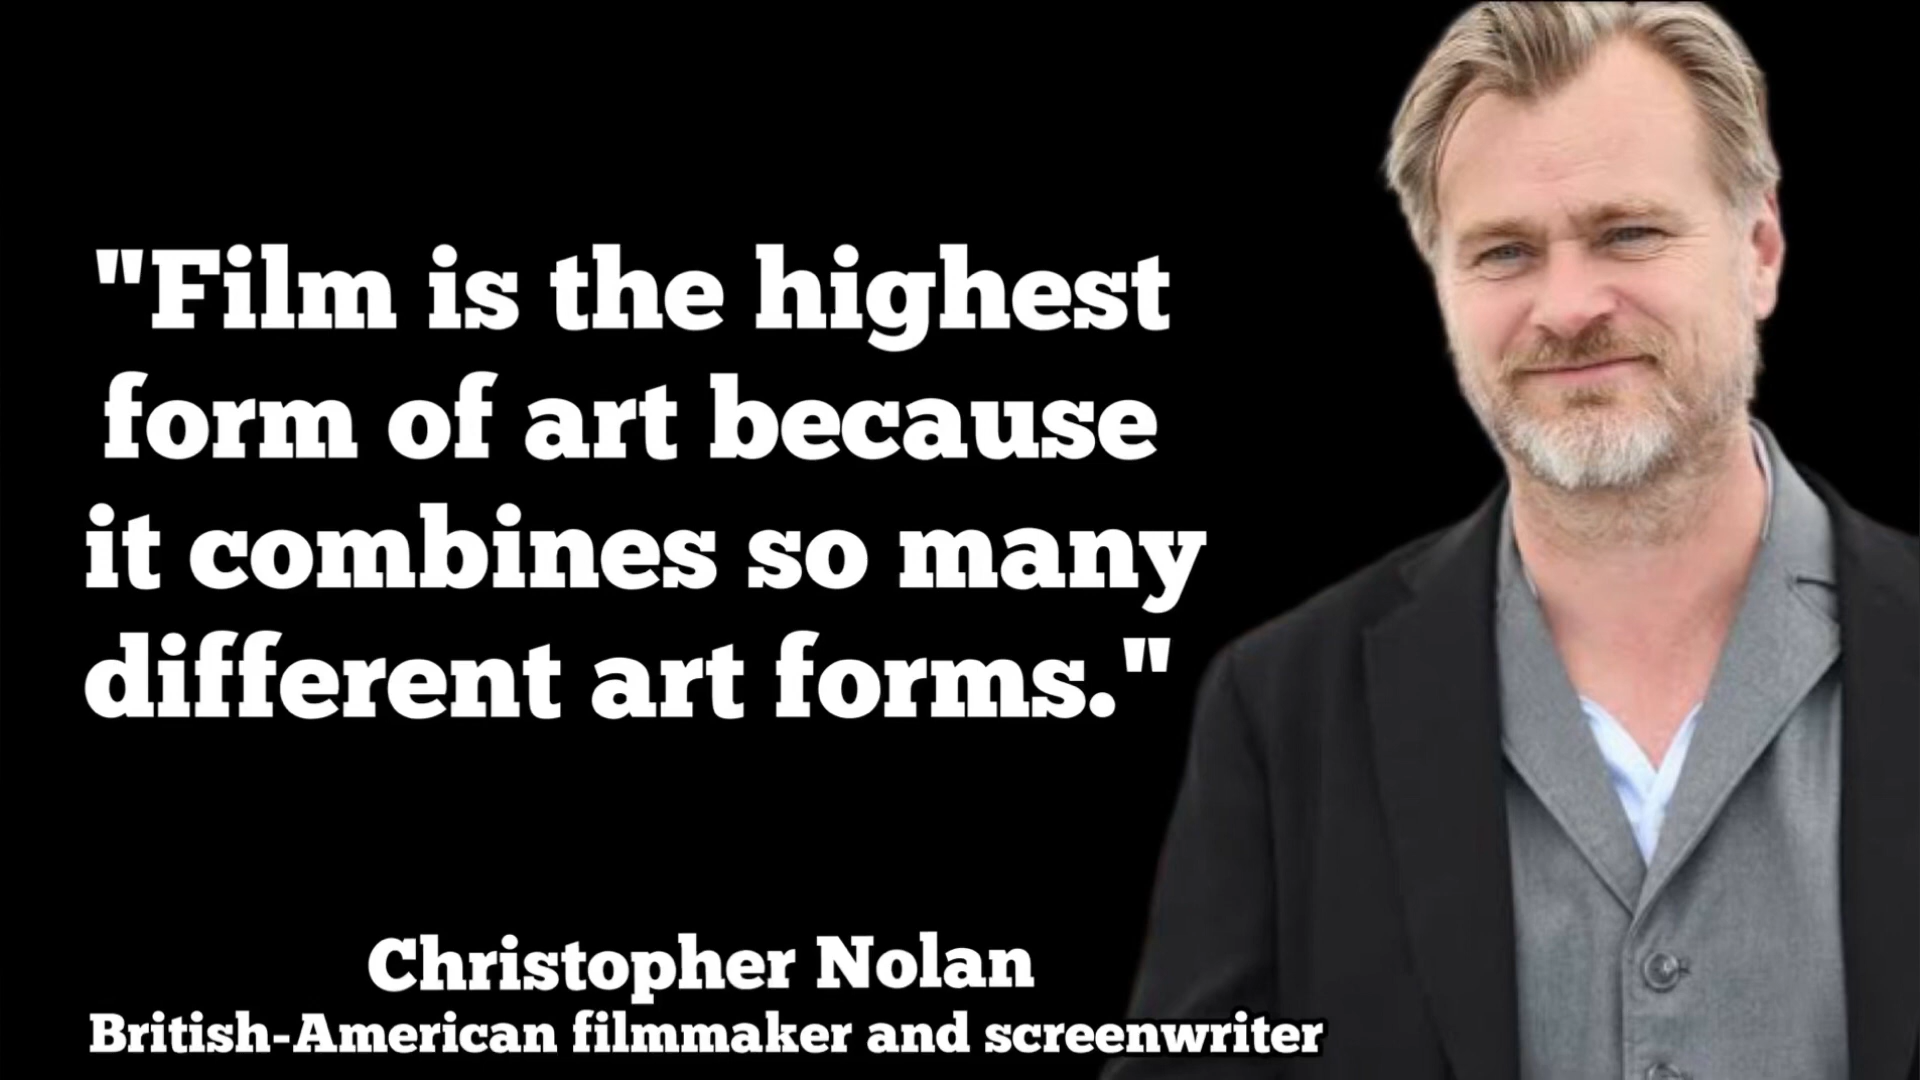 "Film is the highest
form of art because
it combines so many
different art forms."
Christopher Nolan
British-American filmmaker and screenwriter